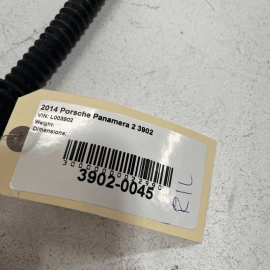 2014 Porsche Panamera 2 3902
VIN: L003902
Weight:
Dimensions:
3902-0045
R/L